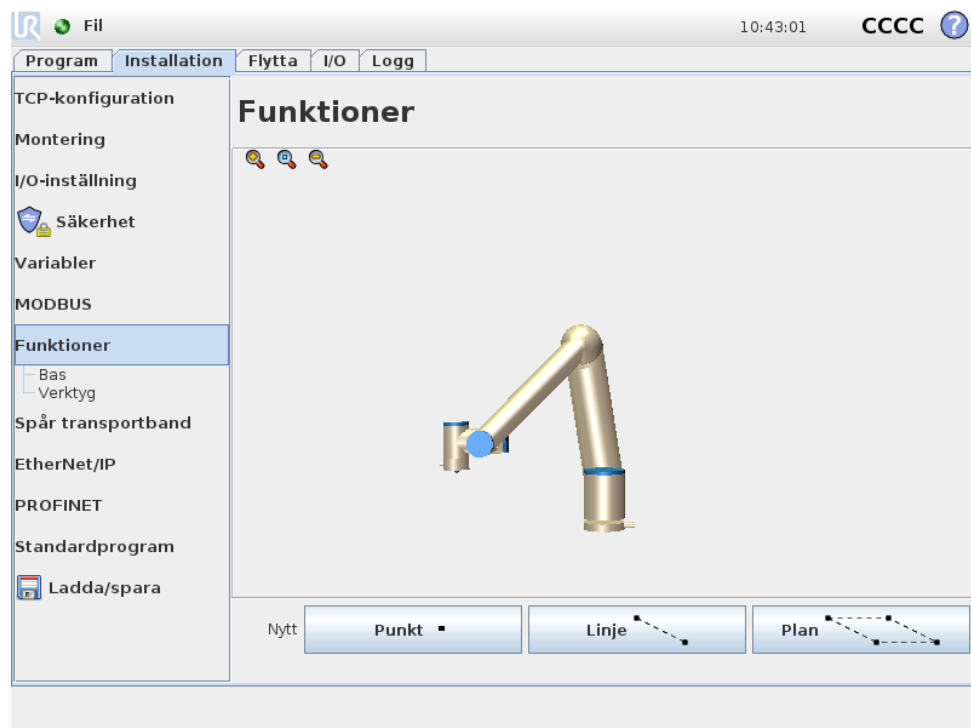 UR Fil 10:43:01 CCCC ?
Program Installation Flytta I/O Logg
TCP-konfiguration
Montering
I/O-inställning
Säkerhet
Variabler
MODBUS
Funktioner
Bas
Verktyg
Spår transportband
EtherNet/IP
PROFINET
Standardprogram
Ladda/spara
Funktioner
Nytt Punkt Linje Plan